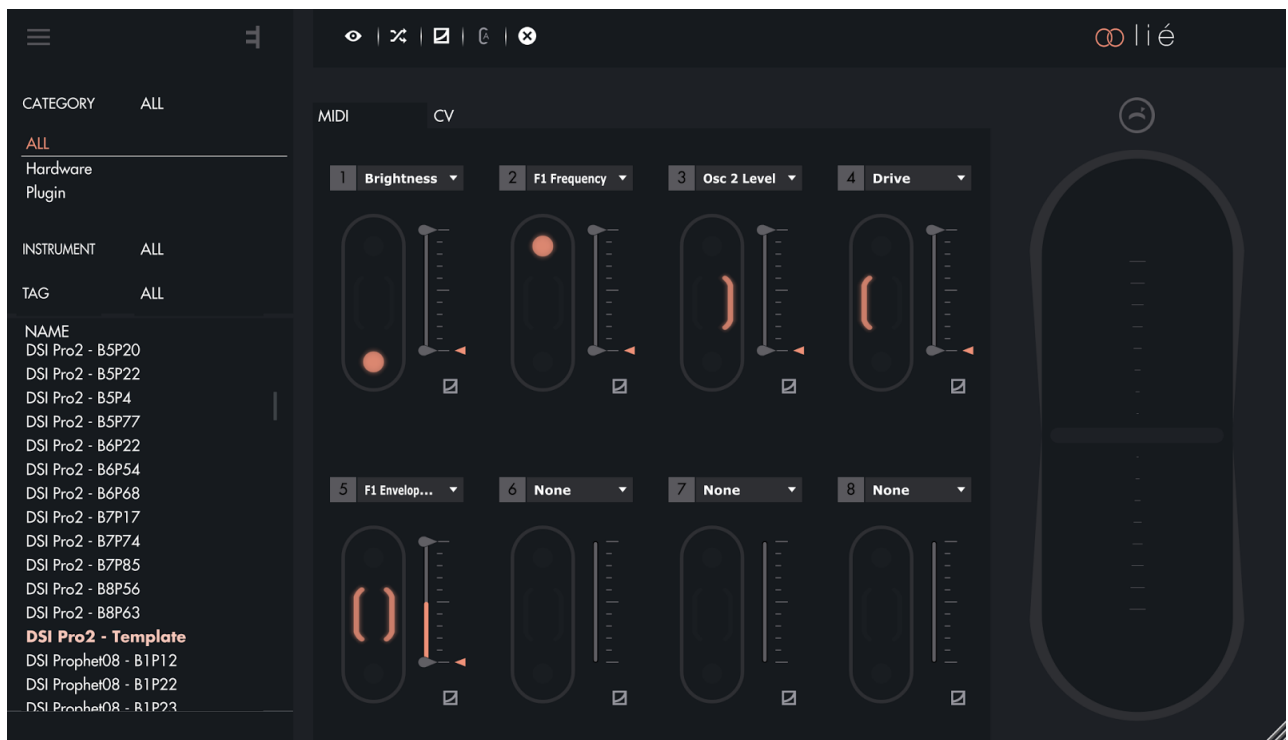 lié
CATEGORY ALL
ALL
Hardware
Plugin
INSTRUMENT ALL
TAG ALL
NAME
DSI Pro2 - B5P20
DSI Pro2 - B5P22
DSI Pro2 - B5P4
DSI Pro2 - B5P77
DSI Pro2 - B6P22
DSI Pro2 - B6P54
DSI Pro2 - B6P68
DSI Pro2 - B7P17
DSI Pro2 - B7P74
DSI Pro2 - B7P85
DSI Pro2 - B8P56
DSI Pro2 - B8P63
DSI Pro2 - Template
DSI Prophet08 - B1P12
DSI Prophet08 - B1P22
DSI Prophet08 - B1P23
MIDI CV
1 Brightness 2 F1 Frequency 3 Osc 2 Level 4 Drive
5 F1 Envelop... 6 None 7 None 8 None